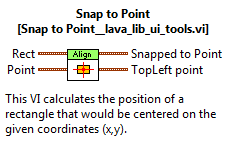 Snap to Point
[Snap to Point__lava_lib_ui_tools.vi]
Rect Align Snapped to Point
Point TopLeft point
This VI calculates the position of a
rectangle that would be centered on the
given coordinates (x,y).